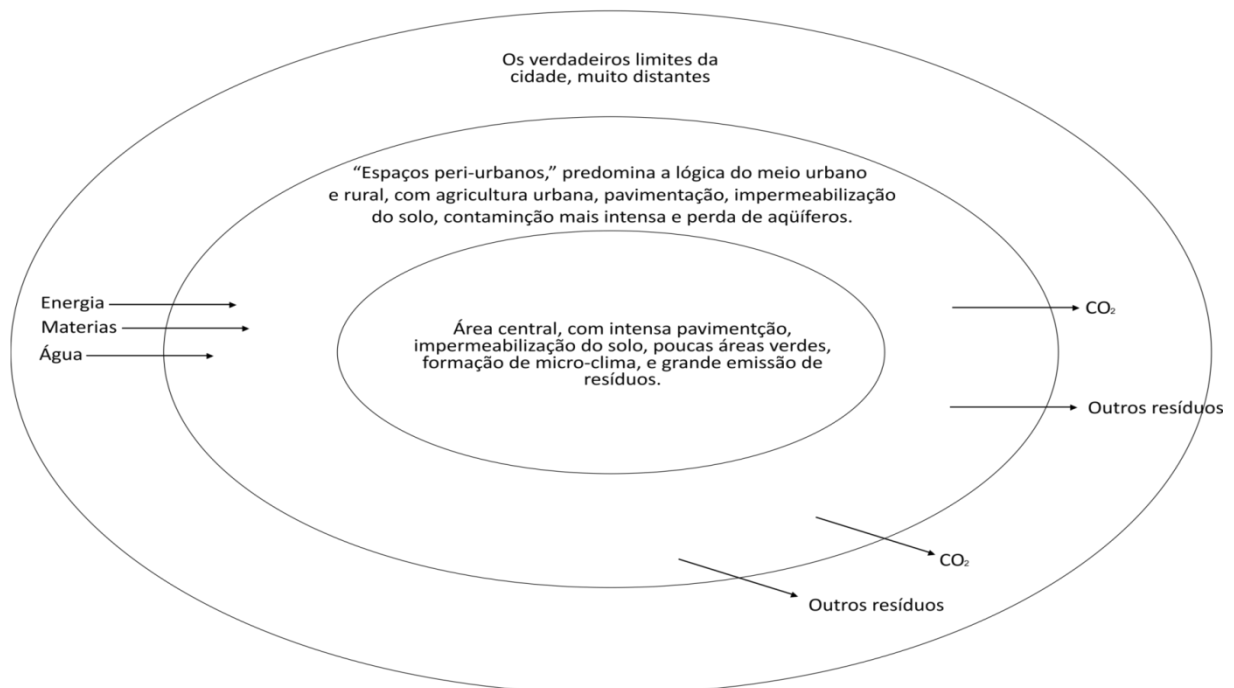 Os verdadeiros limites da
cidade, muito distantes
“Espaços peri-urbanos,” predomina a lógica do meio urbano
e rural, com agricultura urbana, pavimentação, impermeabilização
do solo, contaminção mais intensa e perda de aqüíferos.
Energia
Materias
Água
Área central, com intensa pavimentção,
impermeabilização do solo, poucas áreas verdes,
formação de micro-clima, e grande emissão de
resíduos.
CO₂
Outros resíduos
CO₂
Outros resíduos